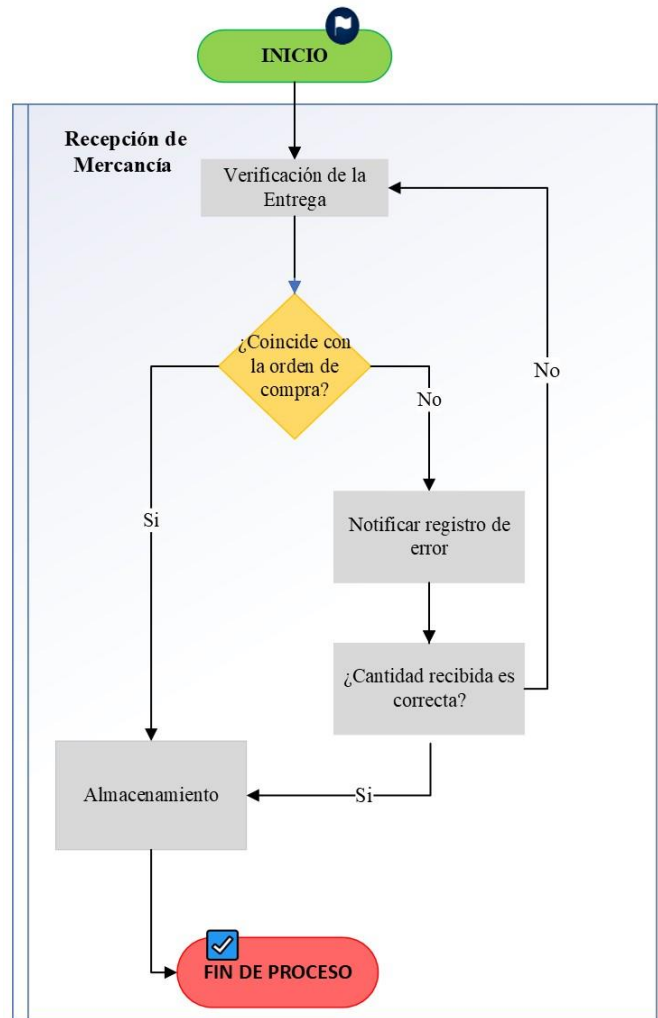 INICIO
Recepción de
Mercancía
Verificación de la
Entrega
¿Coincide con
la orden de
compra?
No
No
Si
Notificar registro de
error
¿Cantidad recibida es
correcta?
Almacenamiento
Si
FIN DE PROCESO